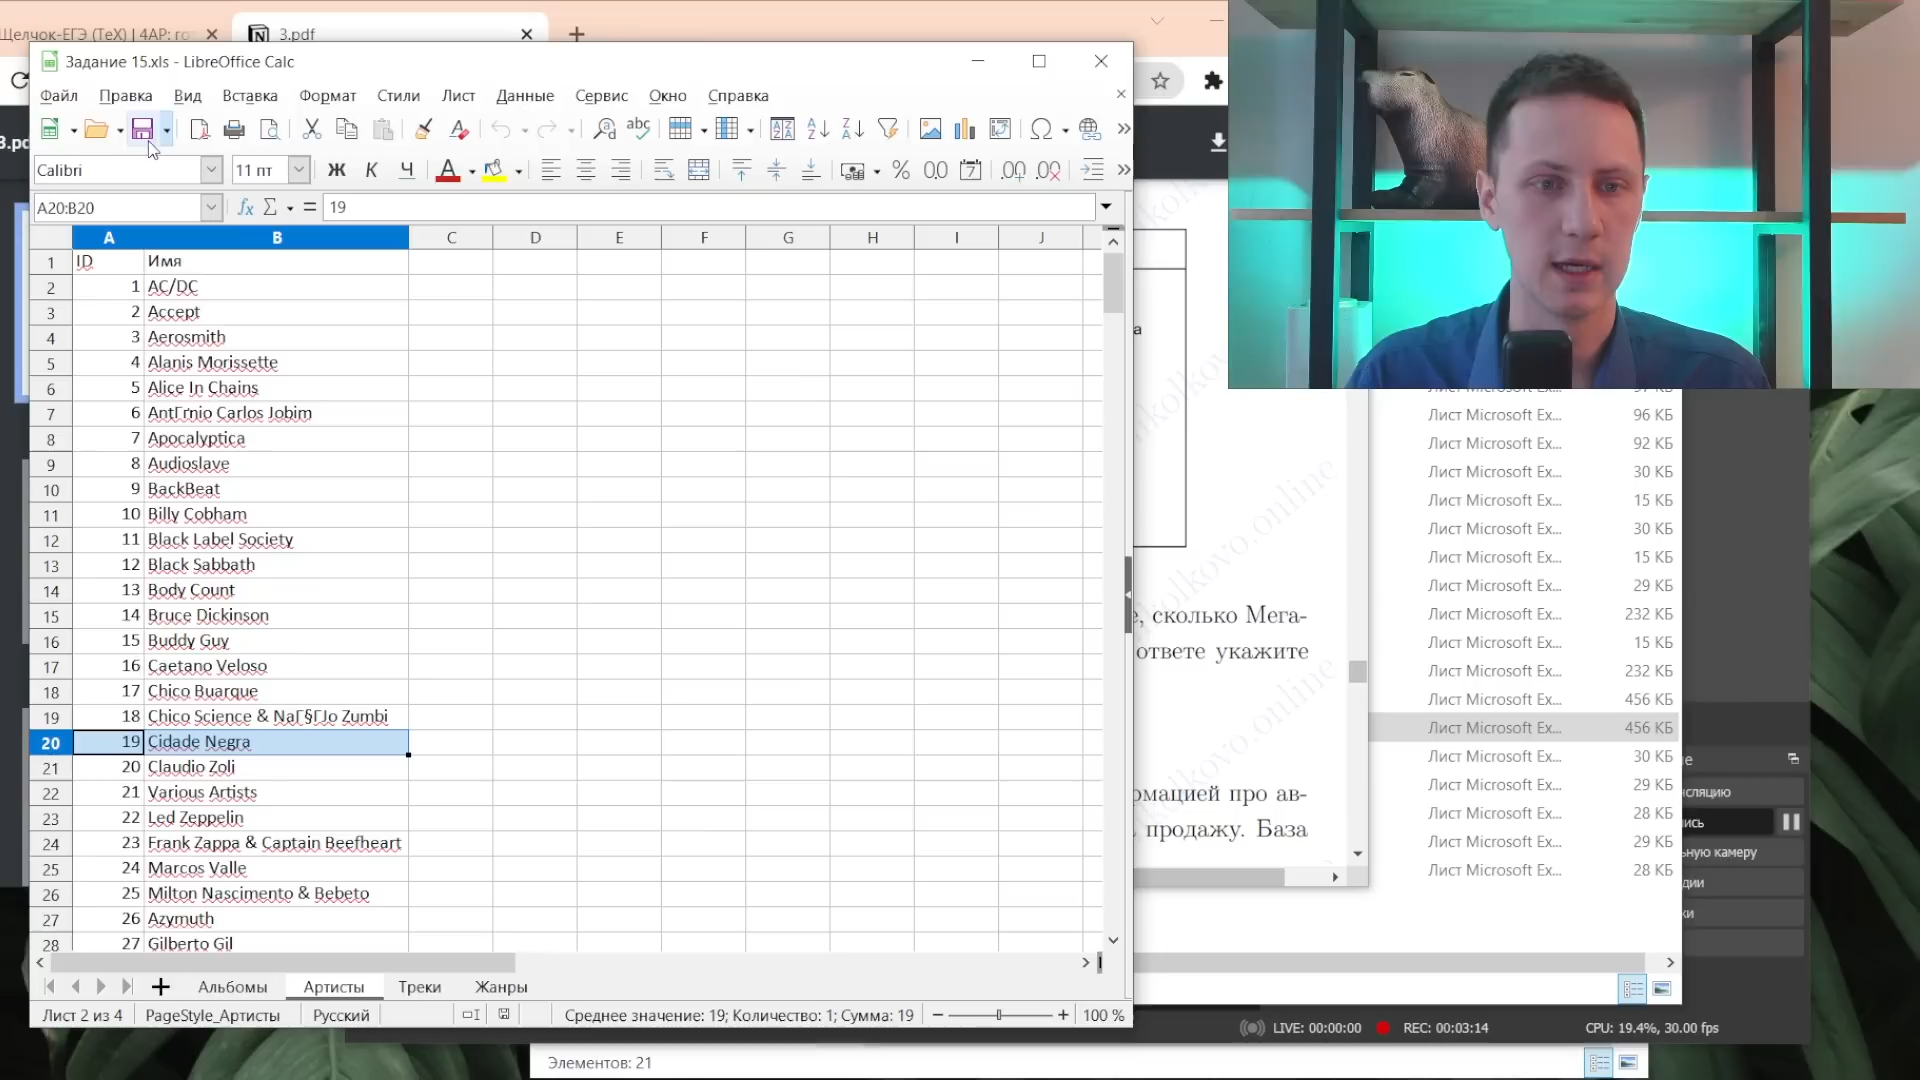 Щелчок-ЕГЭ (TeX) | 4АР: го
3.pdf
Задание 15.xls - LibreOffice Calc
Файл Правка Вид Вставка Формат Стили Лист Данные Сервис Окно Справка
Calibri 11 пт Ж К Ч
A20:B20 19
A B C D E F G H I J
1 ID Имя
2 1 AC/DC
3 2 Accept
4 3 Aerosmith
5 4 Alanis Morissette
6 5 Alice In Chains
7 6 AntГґnio Carlos Jobim
8 7 Apocalyptica
9 8 Audioslave
10 9 BackBeat
11 10 Billy Cobham
12 11 Black Label Society
13 12 Black Sabbath
14 13 Body Count
15 14 Bruce Dickinson
16 15 Buddy Guy
17 16 Caetano Veloso
18 17 Chico Buarque
19 18 Chico Science & NaГ§ГЈo Zumbi
20 19 Cidade Negra
21 20 Claudio Zoli
22 21 Various Artists
23 22 Led Zeppelin
24 23 Frank Zappa & Captain Beefheart
25 24 Marcos Valle
26 25 Milton Nascimento & Bebeto
27 26 Azymuth
28 27 Gilberto Gil
Альбомы Артисты Треки Жанры
Лист 2 из 4 PageStyle_Артисты Русский Среднее значение: 19; Количество: 1; Сумма: 19 100 %
а
, сколько Мега-
ответе укажите
рмацией про ав-
продажу. База
Лист Microsoft Ex... 97 КБ
Лист Microsoft Ex... 96 КБ
Лист Microsoft Ex... 92 КБ
Лист Microsoft Ex... 30 КБ
Лист Microsoft Ex... 15 КБ
Лист Microsoft Ex... 30 КБ
Лист Microsoft Ex... 15 КБ
Лист Microsoft Ex... 29 КБ
Лист Microsoft Ex... 232 КБ
Лист Microsoft Ex... 15 КБ
Лист Microsoft Ex... 232 КБ
Лист Microsoft Ex... 456 КБ
Лист Microsoft Ex... 456 КБ
Лист Microsoft Ex... 30 КБ
Лист Microsoft Ex... 29 КБ
Лист Microsoft Ex... 28 КБ
Лист Microsoft Ex... 29 КБ
Лист Microsoft Ex... 28 КБ
нсляцию
ись
ьную камеру
дии
ки
LIVE: 00:00:00 REC: 00:03:14 CPU: 19.4%, 30.00 fps
Элементов: 21